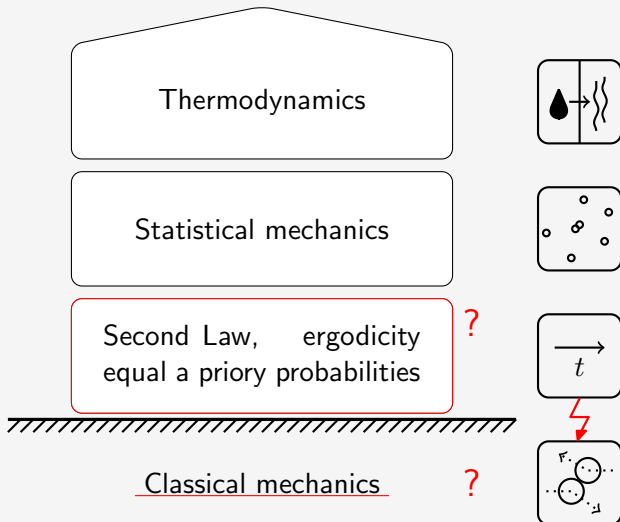 Thermodynamics
Statistical mechanics
Second Law, ergodicity
equal a priory probabilities
?
t
Classical mechanics
?